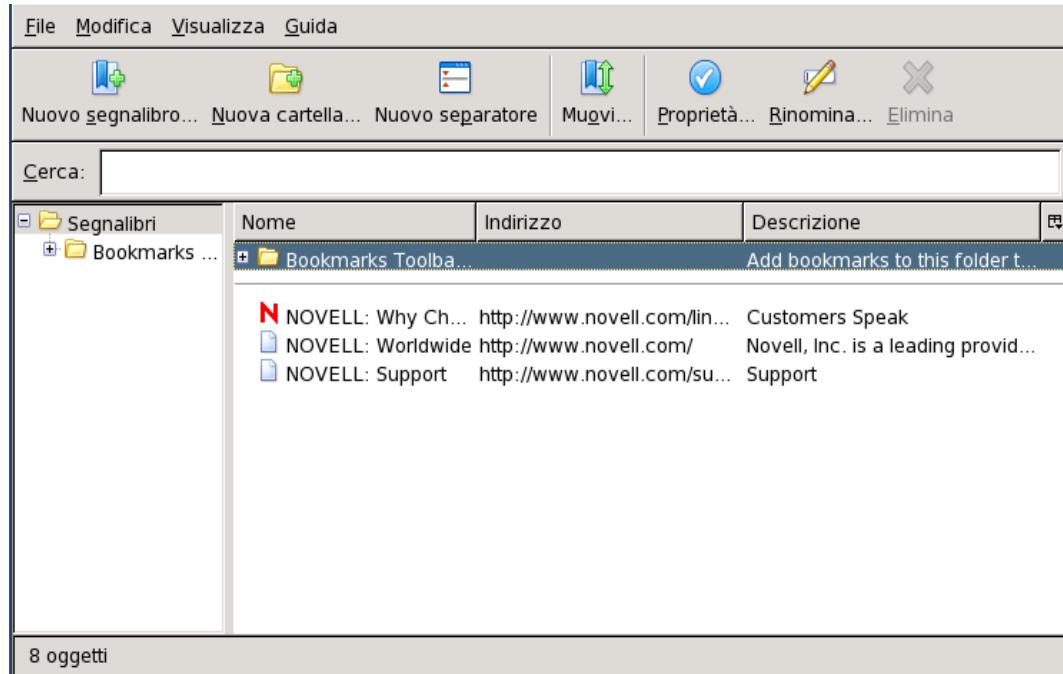 File Modifica Visualizza Guida
Nuovo segnalibro... Nuova cartella... Nuovo separatore Muovi... Proprietà... Rinomina... Elimina
Cerca:
Segnalibri
Bookmarks ...
Nome Indirizzo Descrizione
Bookmarks Toolba... Add bookmarks to this folder t...
NOVELL: Why Ch... http://www.novell.com/lin... Customers Speak
NOVELL: Worldwide http://www.novell.com/ Novell, Inc. is a leading provid...
NOVELL: Support http://www.novell.com/su... Support
8 oggetti